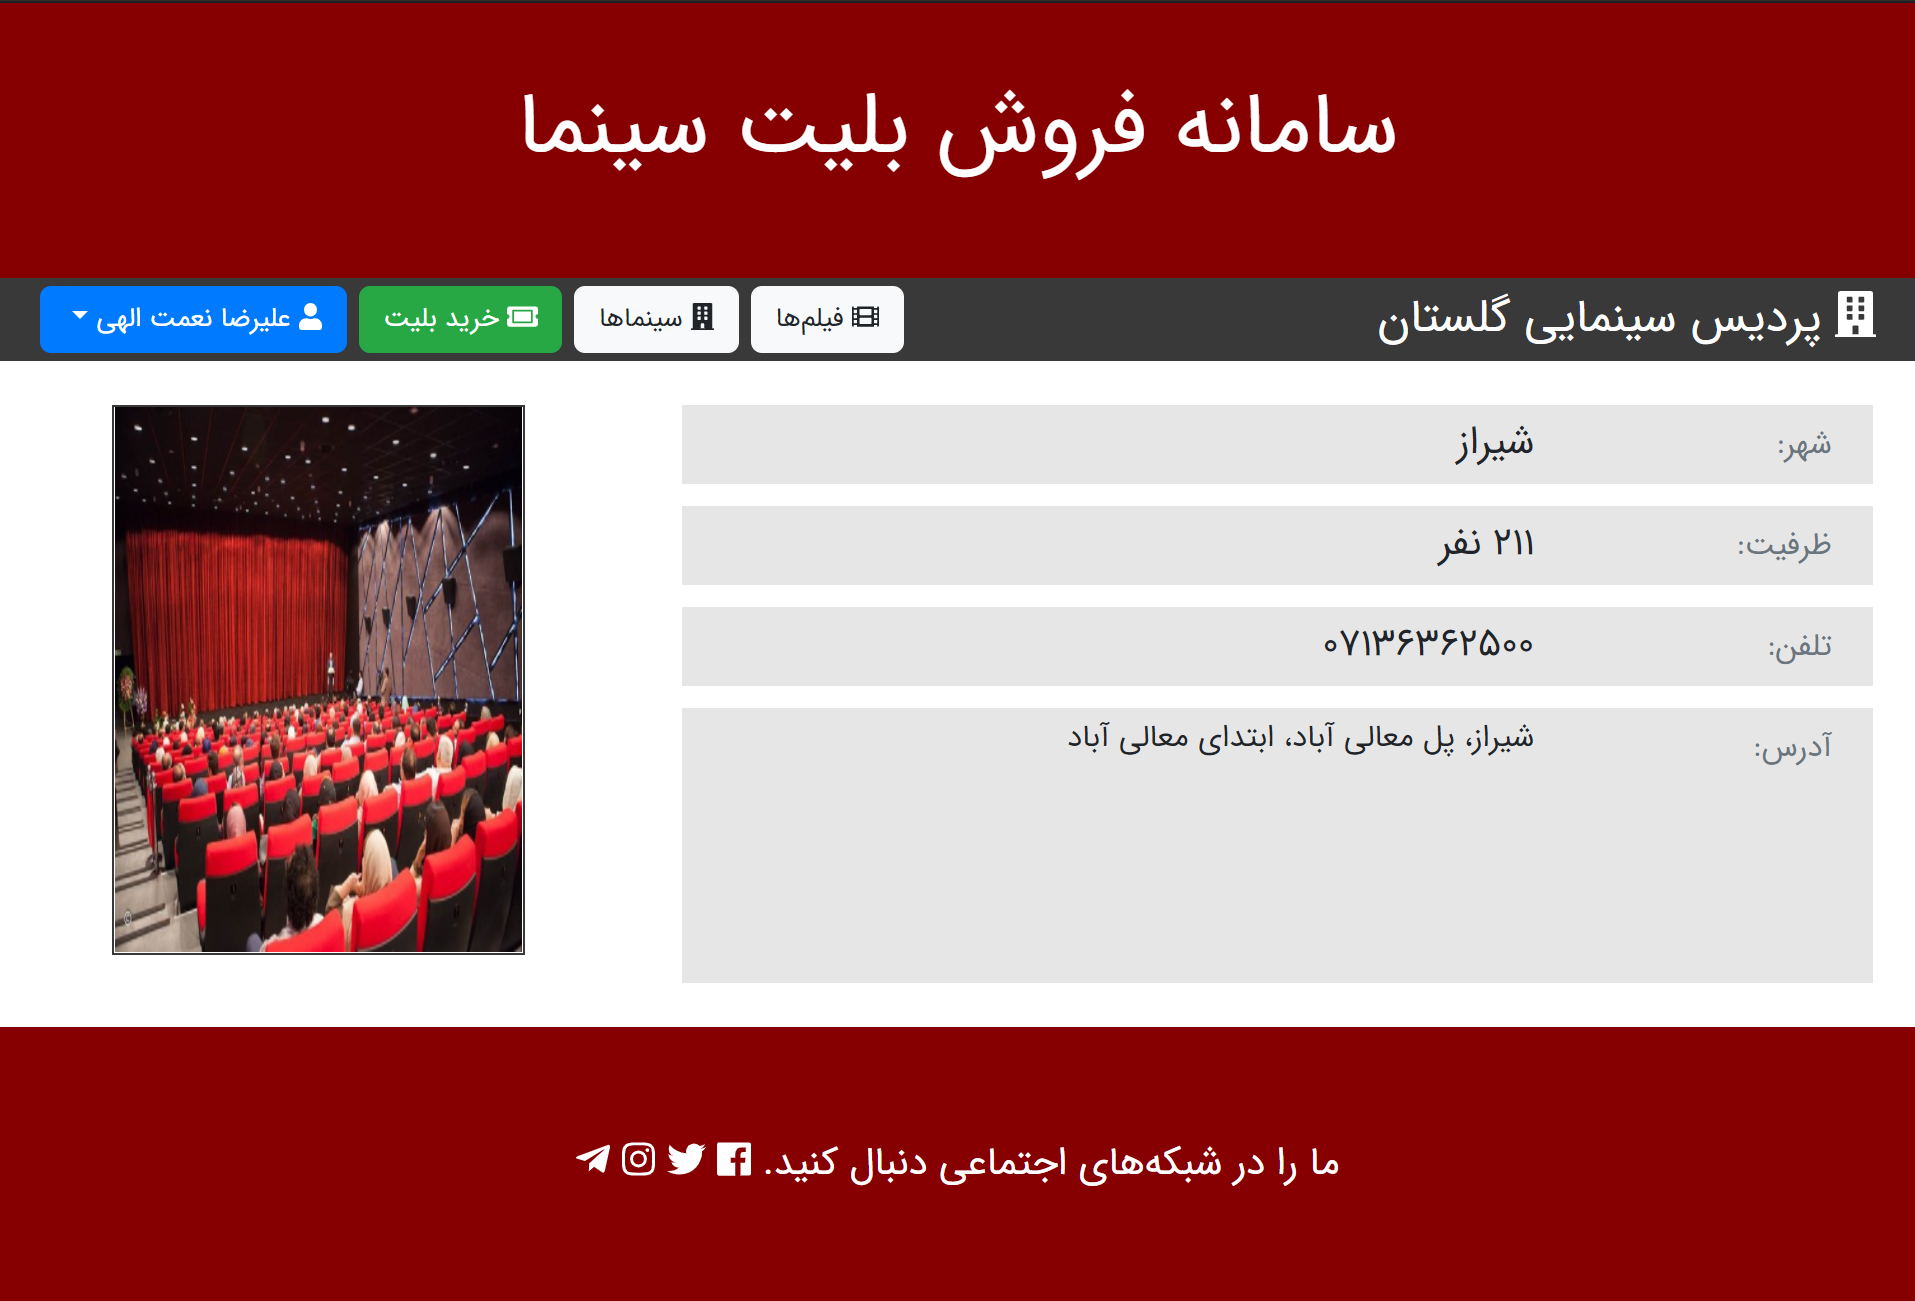 سامانه فروش بلیت سینما
پردیس سینمایی گلستان
فیلم‌ها
سینماها
خرید بلیت
علیرضا نعمت الهی
شهر: شیراز
ظرفیت: ۲۱۱ نفر
تلفن: ۰۷۱۳۶۳۶۲۵۰۰
آدرس: شیراز، پل معالی آباد، ابتدای معالی آباد
©
ما را در شبکه‌های اجتماعی دنبال کنید.